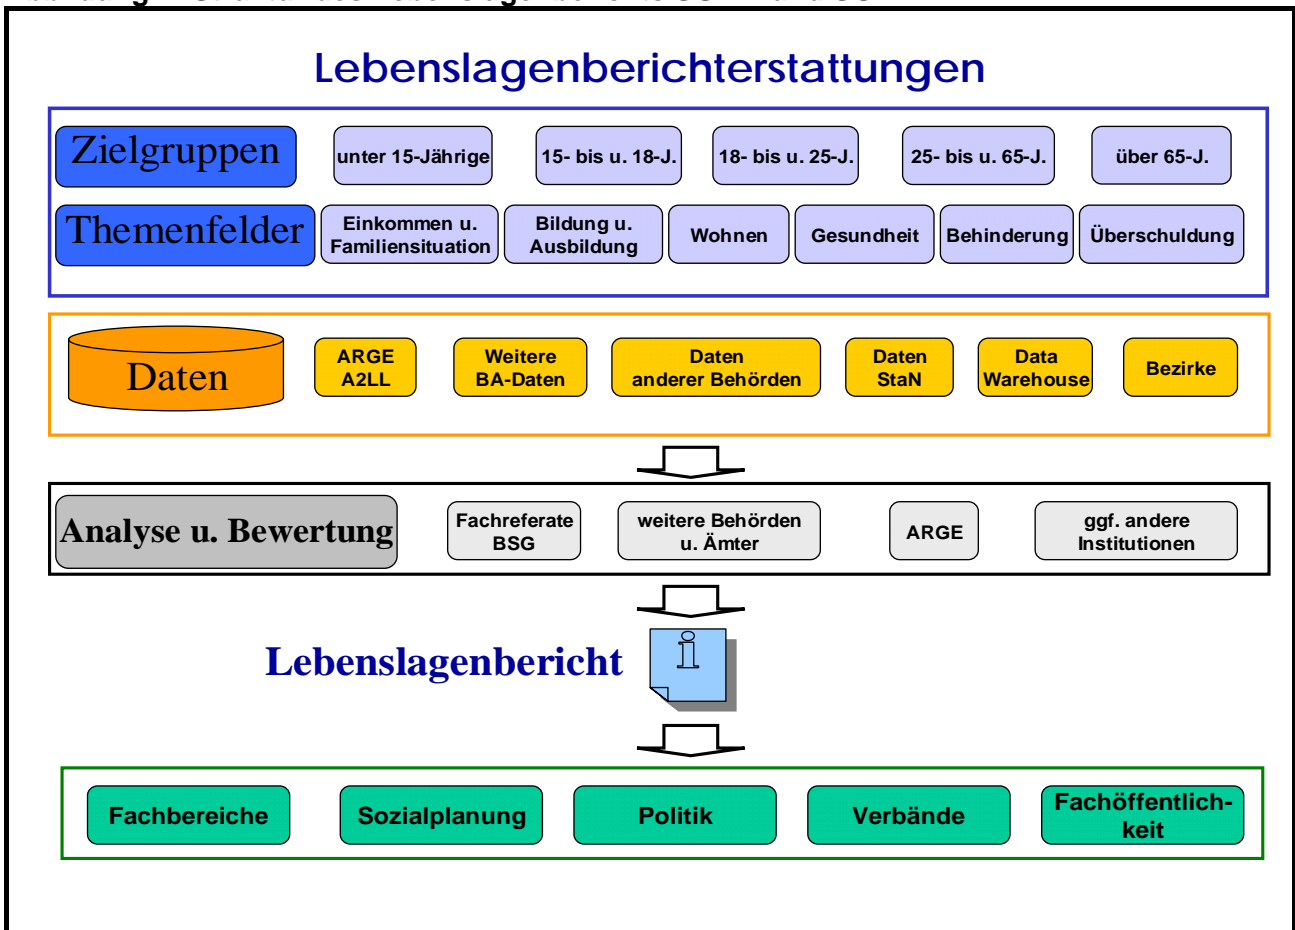 Lebenslagenberichterstattungen
Zielgruppen
unter 15-Jährige
15- bis u. 18-J.
18- bis u. 25-J.
25- bis u. 65-J.
über 65-J.
Themenfelder
Einkommen u.
Familiensituation
Bildung u.
Ausbildung
Wohnen
Gesundheit
Behinderung
Überschuldung
Daten
ARGE
A2LL
Weitere
BA-Daten
Daten
anderer Behörden
Daten
StaN
Data
Warehouse
Bezirke
Analyse u. Bewertung
Fachreferate
BSG
weitere Behörden
u. Ämter
ARGE
ggf. andere
Institutionen
Lebenslagenbericht
i
Fachbereiche
Sozialplanung
Politik
Verbände
Fachöffentlich-
keit